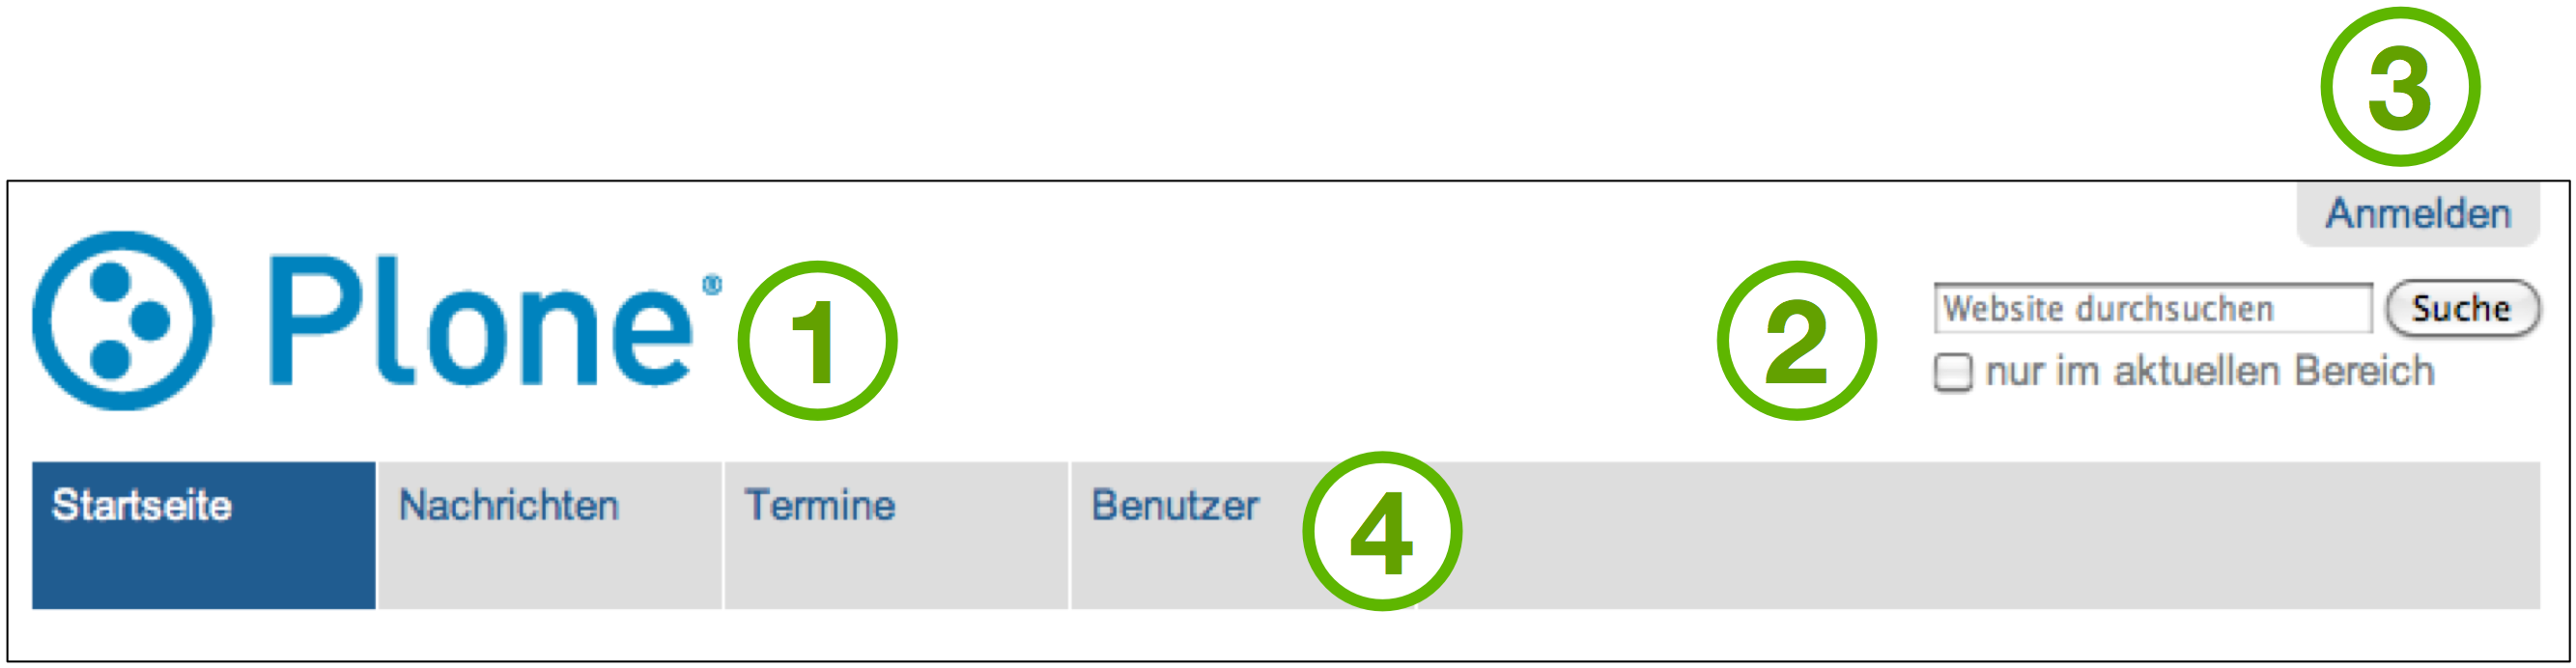 3
Anmelden
Plone®
1
2
Website durchsuchen
Suche
nur im aktuellen Bereich
Startseite
Nachrichten
Termine
Benutzer
4